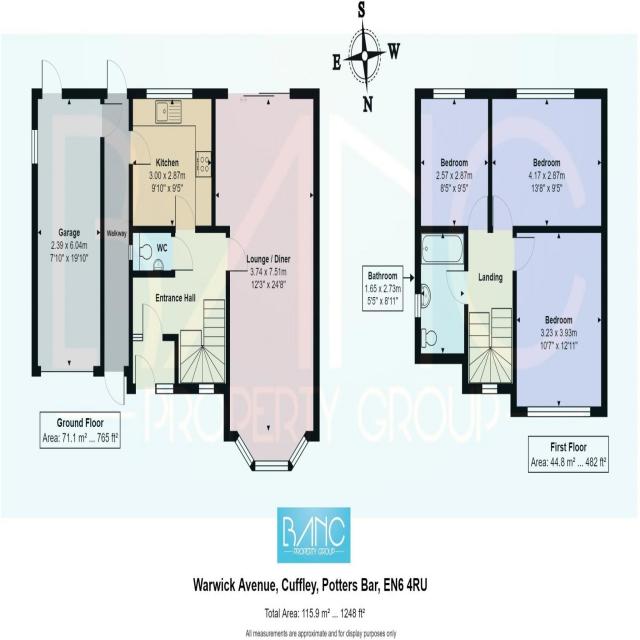 S
E
W
N
Kitchen
3.00 x 2.87m
9'10" x 9'5"
Garage
2.39 x 6.04m
7'10" x 19'10"
Walkway
WC
Lounge / Diner
3.74 x 7.51m
12'3" x 24'8"
Entrance Hall
Ground Floor
Area: 71.1 m² ... 765 ft²
Bedroom
2.57 x 2.87m
8'5" x 9'5"
Bedroom
4.17 x 2.87m
13'8" x 9'5"
Bathroom
1.65 x 2.73m
5'5" x 8'11"
Landing
Bedroom
3.23 x 3.93m
10'7" x 12'11"
First Floor
Area: 44.8 m² ... 482 ft²
BANC
PROPERTY GROUP
BANC
PROPERTY GROUP
Warwick Avenue, Cuffley, Potters Bar, EN6 4RU
Total Area: 115.9 m² ... 1248 ft²
All measurements are approximate and for display purposes only